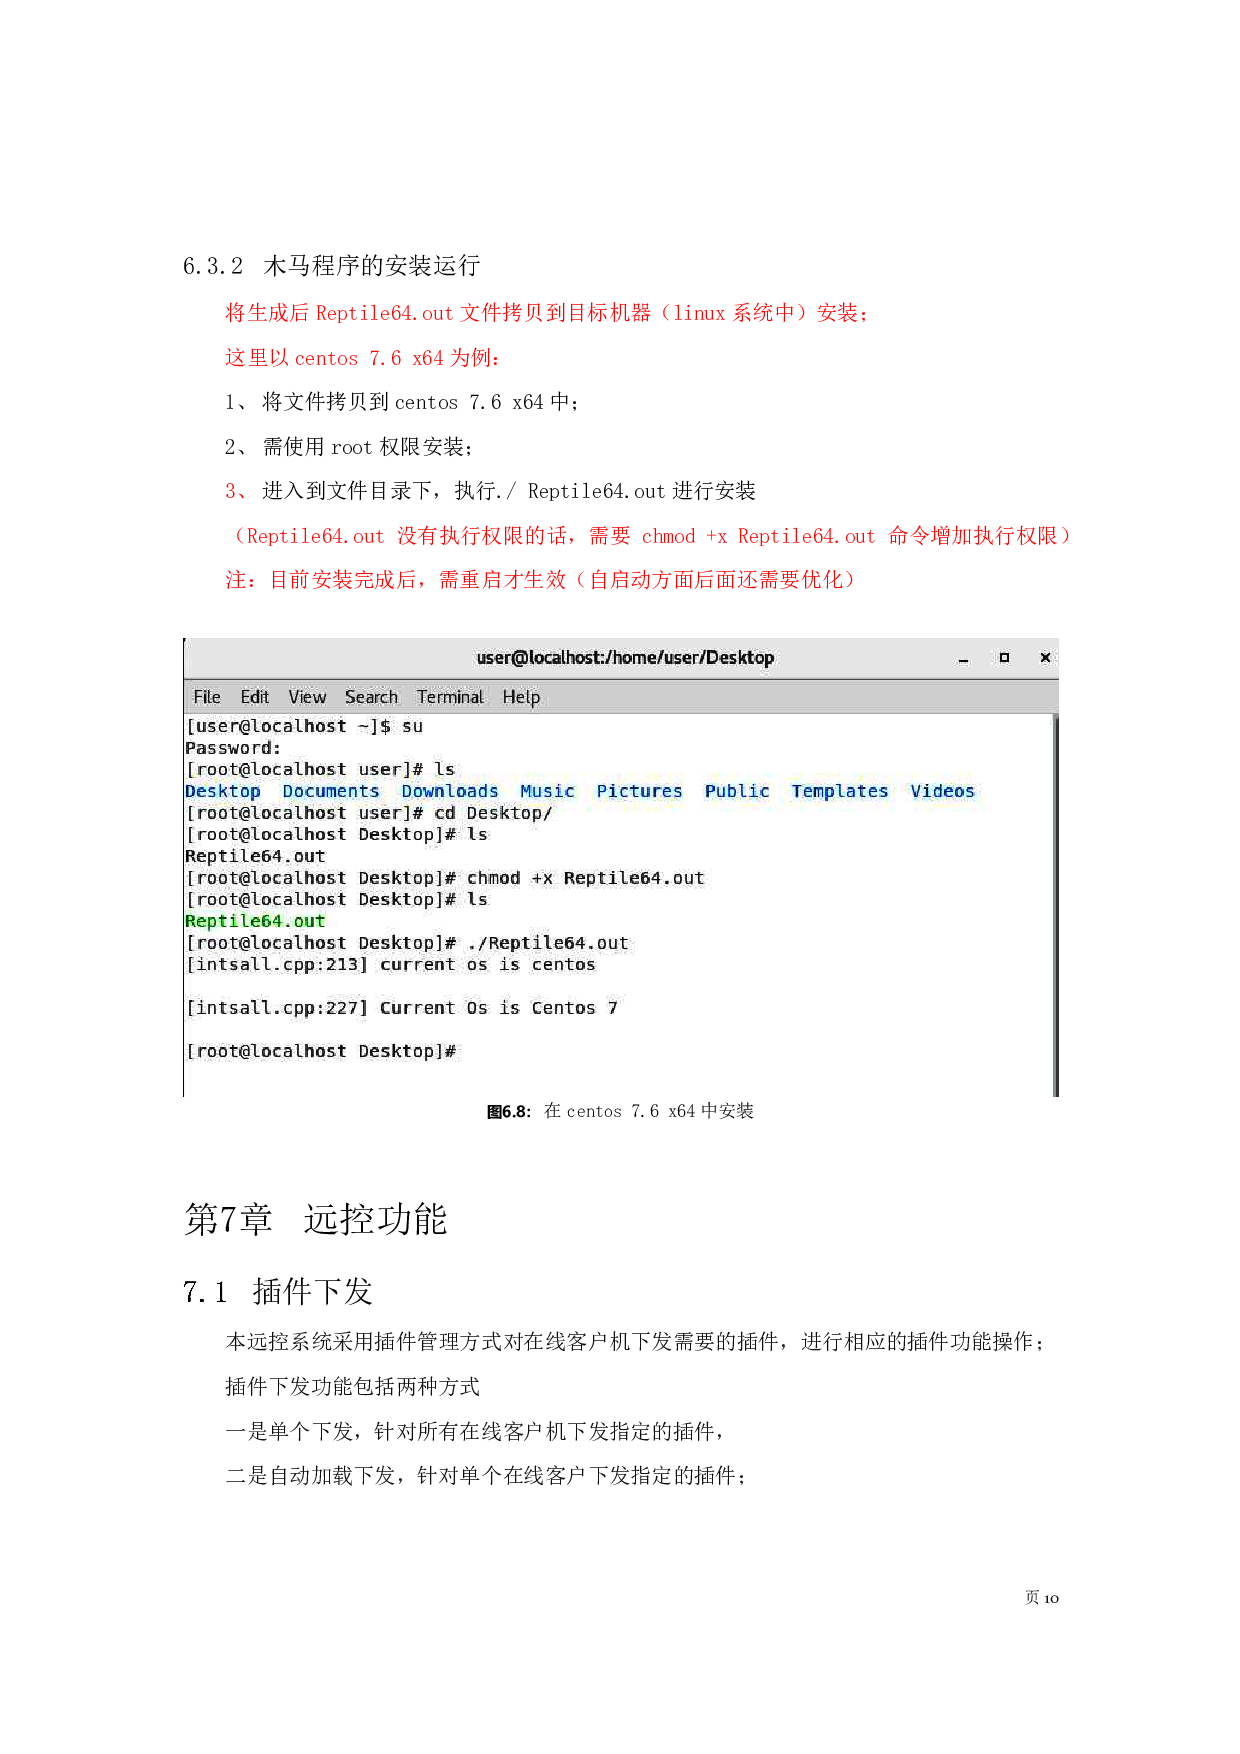 6.3.2 木马程序的安装运行
将生成后 Reptile64.out 文件拷贝到目标机器（linux 系统中）安装；
这里以 centos 7.6 x64 为例：
1、 将文件拷贝到 centos 7.6 x64 中；
2、 需使用 root 权限安装；
3、 进入到文件目录下，执行./ Reptile64.out 进行安装
（Reptile64.out 没有执行权限的话，需要 chmod +x Reptile64.out 命令增加执行权限）
注：目前安装完成后，需重启才生效（自启动方面后面还需要优化）
user@localhost:/home/user/Desktop
File Edit View Search Terminal Help
[user@localhost ~]$ su
Password:
[root@localhost user]# ls
Desktop Documents Downloads Music Pictures Public Templates Videos
[root@localhost user]# cd Desktop/
[root@localhost Desktop]# ls
Reptile64.out
[root@localhost Desktop]# chmod +x Reptile64.out
[root@localhost Desktop]# ls
Reptile64.out
[root@localhost Desktop]# ./Reptile64.out
[intsall.cpp:213] current os is centos
[intsall.cpp:227] Current Os is Centos 7
[root@localhost Desktop]#
图6.8: 在 centos 7.6 x64 中安装
第7章 远控功能
7.1 插件下发
本远控系统采用插件管理方式对在线客户机下发需要的插件，进行相应的插件功能操作；
插件下发功能包括两种方式
一是单个下发，针对所有在线客户机下发指定的插件，
二是自动加载下发，针对单个在线客户下发指定的插件；
页 10